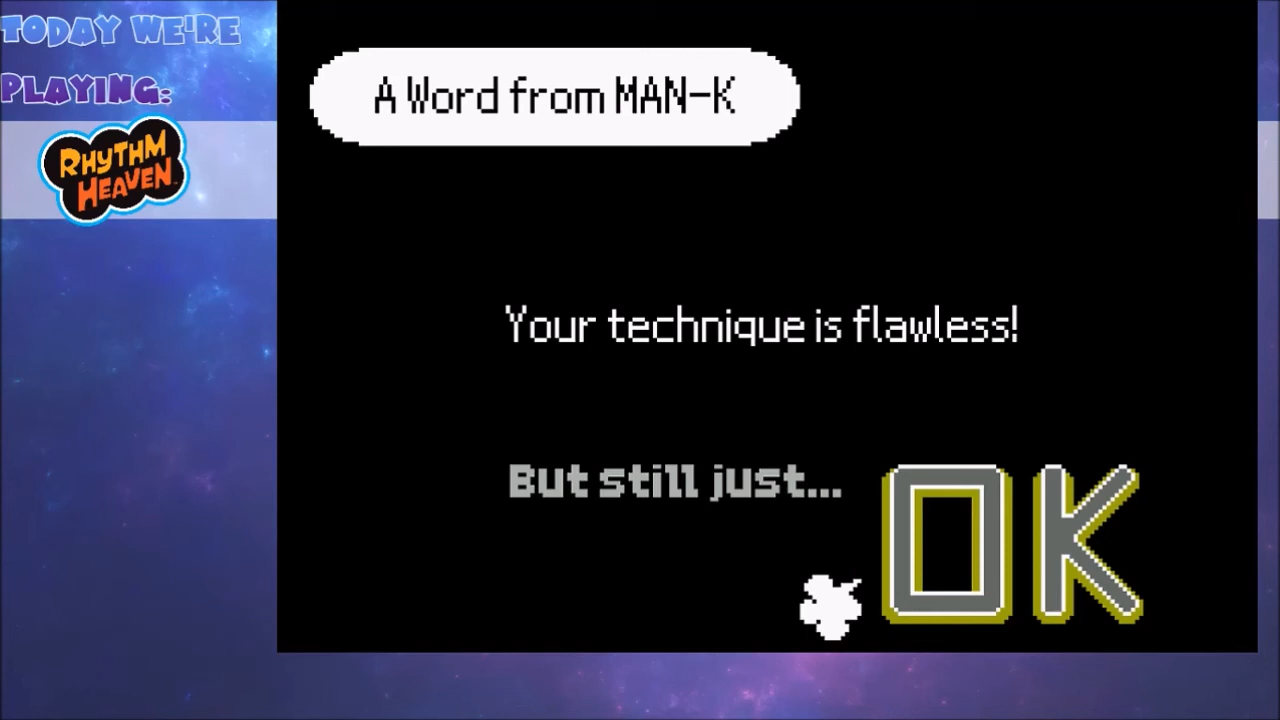 TODAY WE'RE
PLAYING:
RHYTHM
HEAVEN
A Word from MAN-K
Your technique is flawless!
But still just...
OK